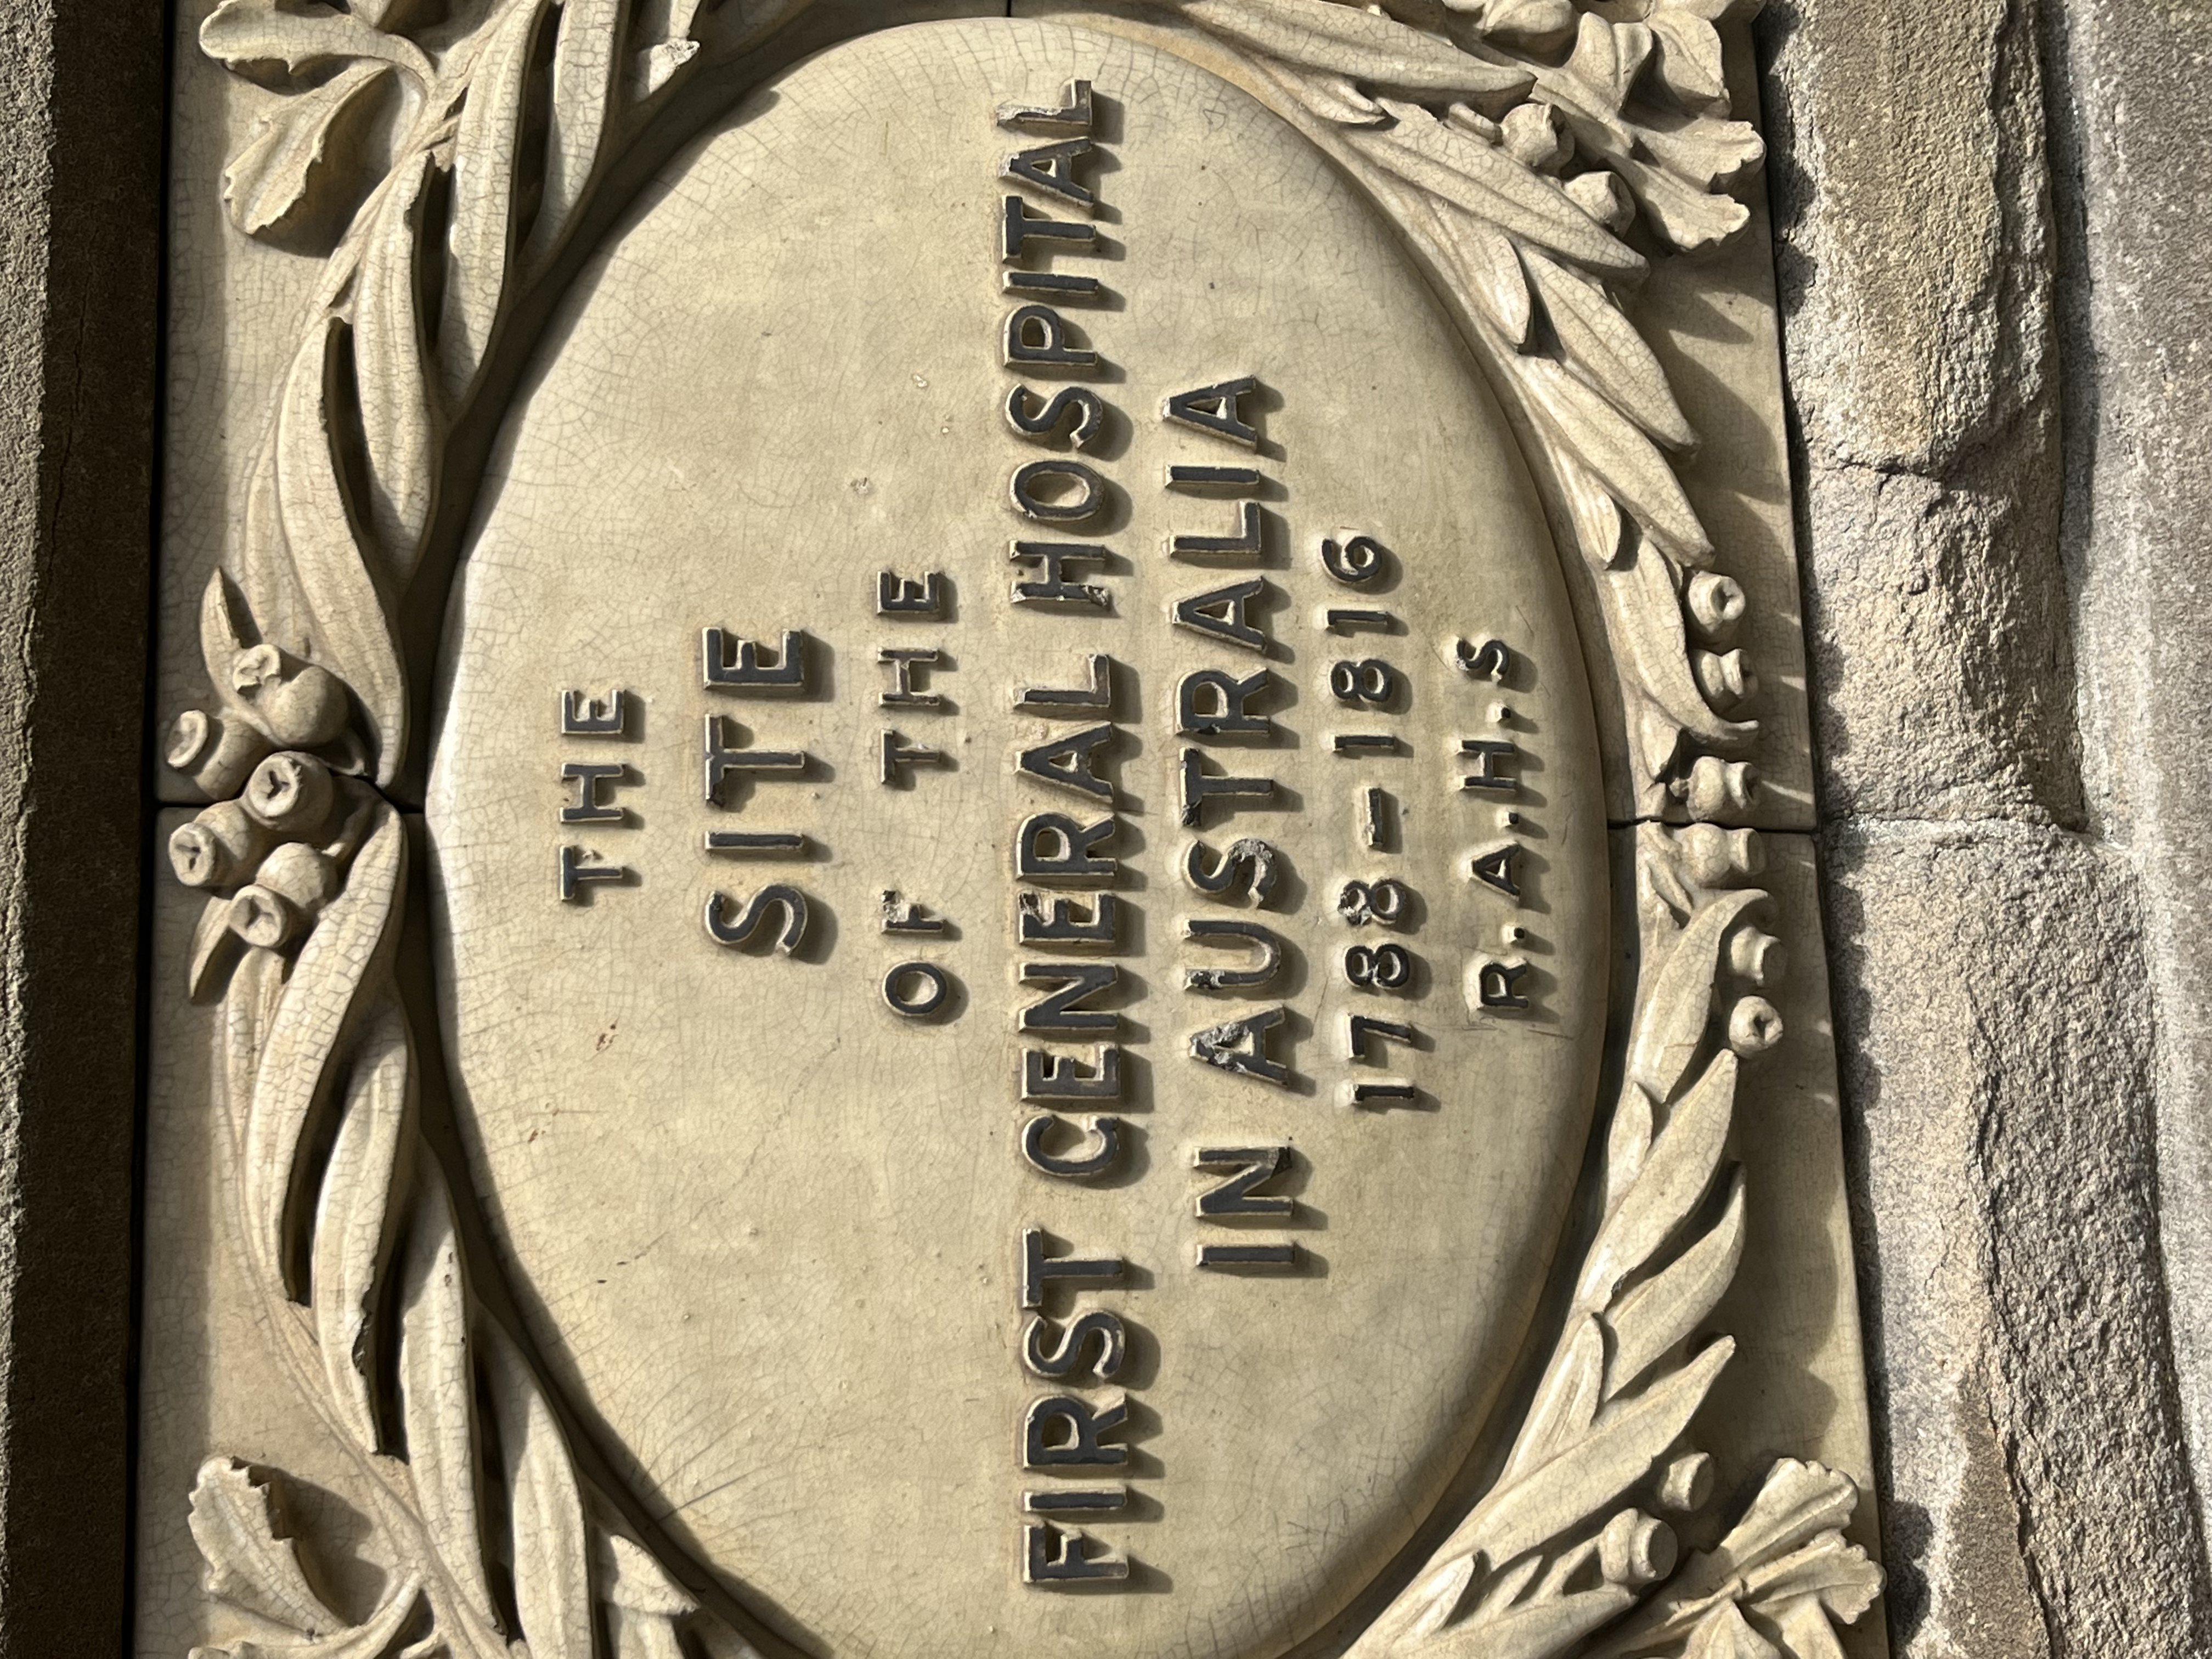 THE
SITE
OF THE
FIRST GENERAL HOSPITAL
IN AUSTRALIA
1788-1816
R.A.H.S